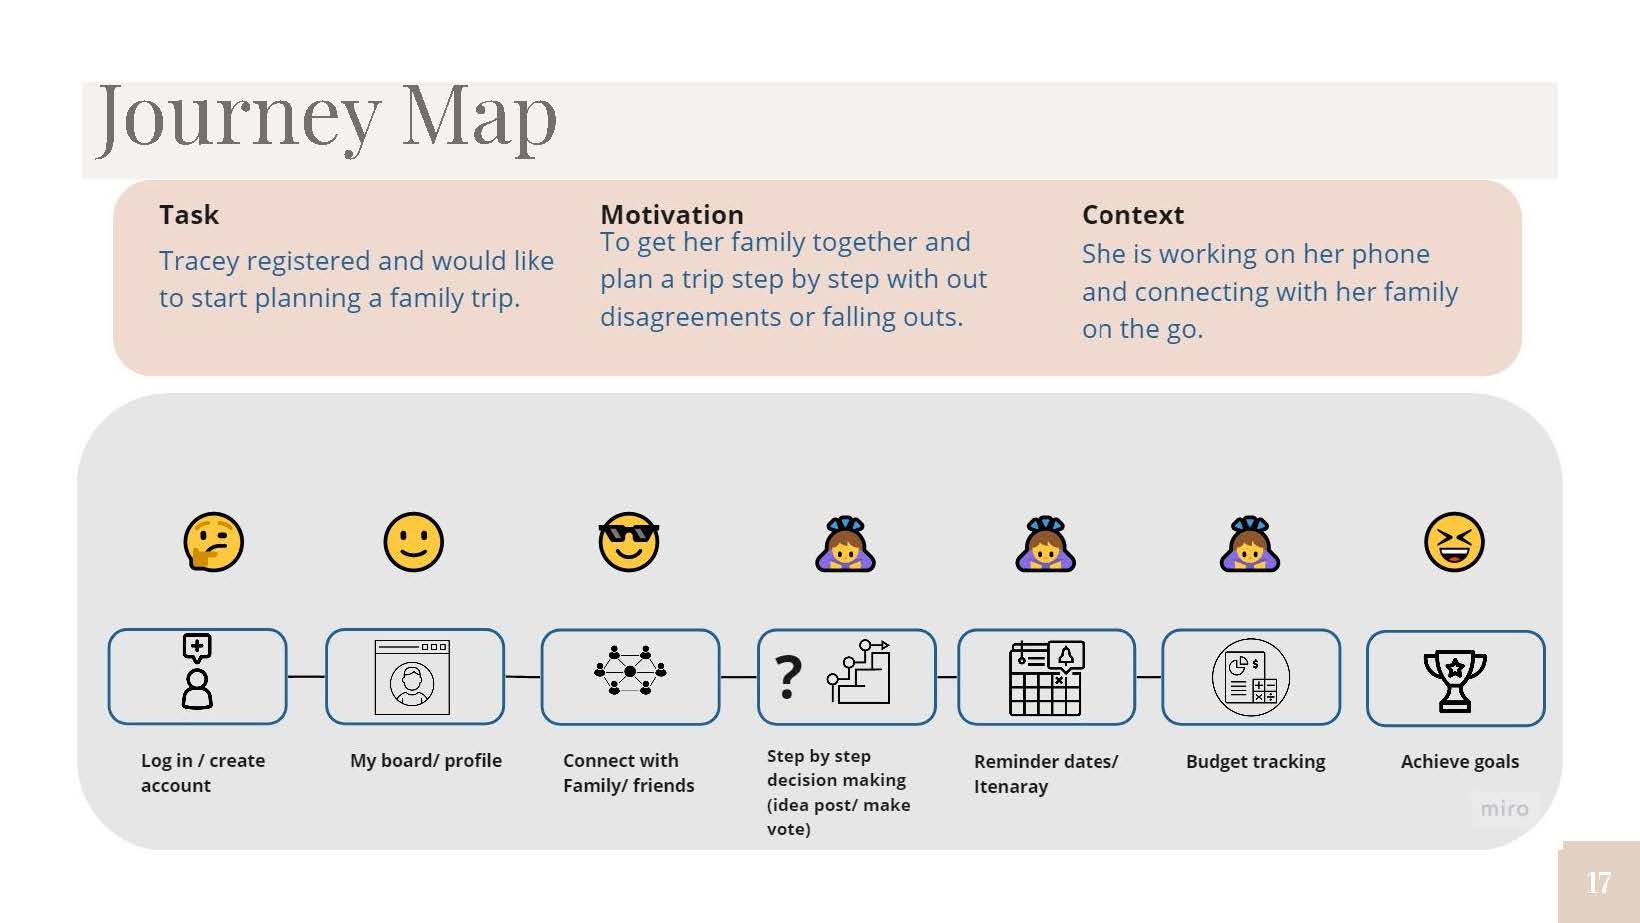 Journey Map
Task
Tracey registered and would like
to start planning a family trip.
Motivation
To get her family together and
plan a trip step by step with out
disagreements or falling outs.
Context
She is working on her phone
and connecting with her family
on the go.
?
$
Log in / create
account
My board/ profile
Connect with
Family/ friends
Step by step
decision making
(idea post/ make
vote)
Reminder dates/
Itenaray
Budget tracking
Achieve goals
miro
17